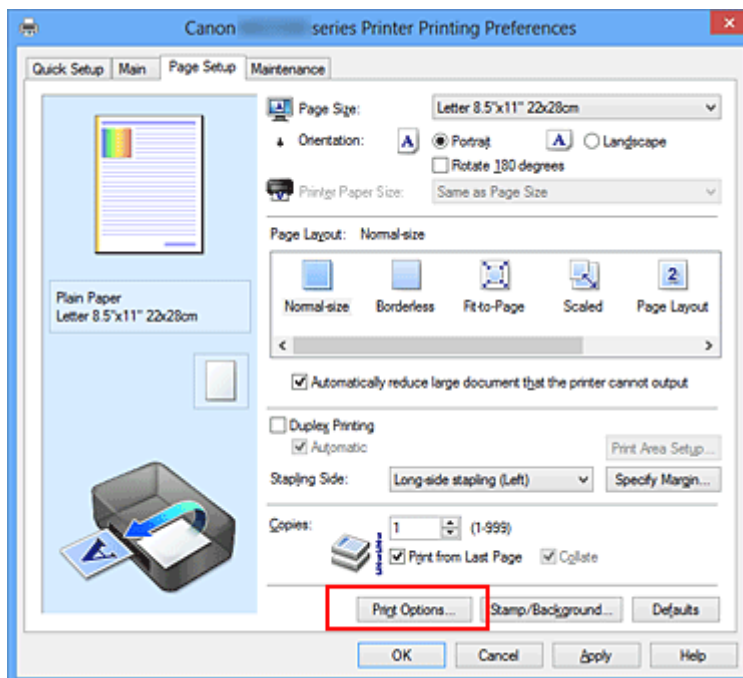 Canon series Printer Printing Preferences
Quick Setup Main Page Setup Maintenance
Page Size: Letter 8.5"x11" 22x28cm
Orientation: A Portrait A Landscape
Rotate 180 degrees
Printer Paper Size: Same as Page Size
Page Layout: Normal-size
2
Normal-size Borderless Fit-to-Page Scaled Page Layout
Plain Paper
Letter 8.5"x11" 22x28cm
Automatically reduce large document that the printer cannot output
Duplex Printing
Automatic Print Area Setup...
Stapling Side: Long-side stapling (Left) Specify Margin...
Copies: 1 (1-999)
Print from Last Page Collate
A
Print Options... Stamp/Background... Defaults
OK Cancel Apply Help